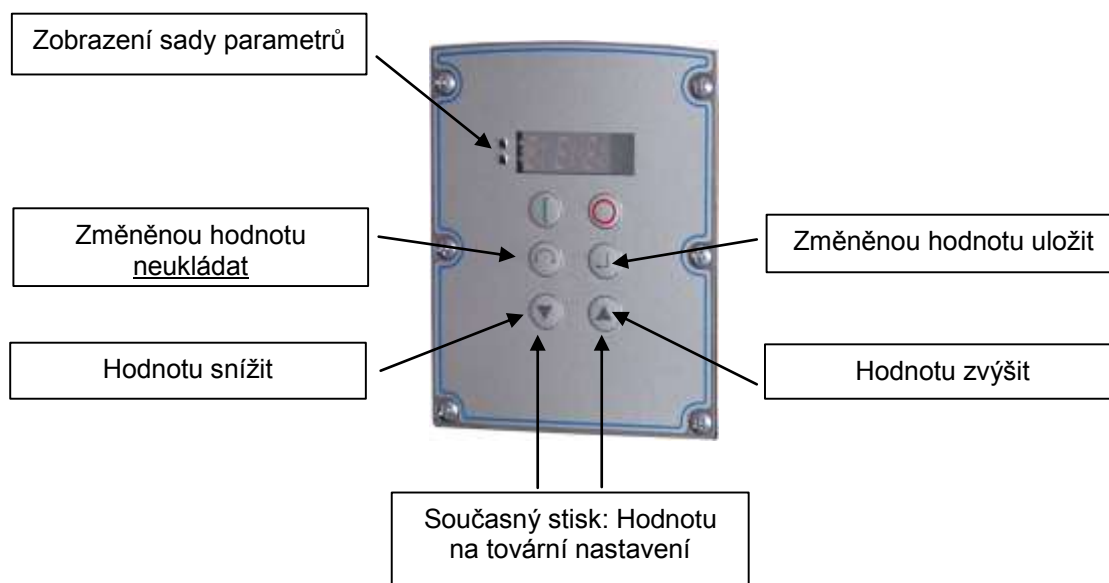 Zobrazení sady parametrů
Změněnou hodnotu
neukládat
Změněnou hodnotu uložit
Hodnotu snížit
Hodnotu zvýšit
Současný stisk: Hodnotu
na tovární nastavení